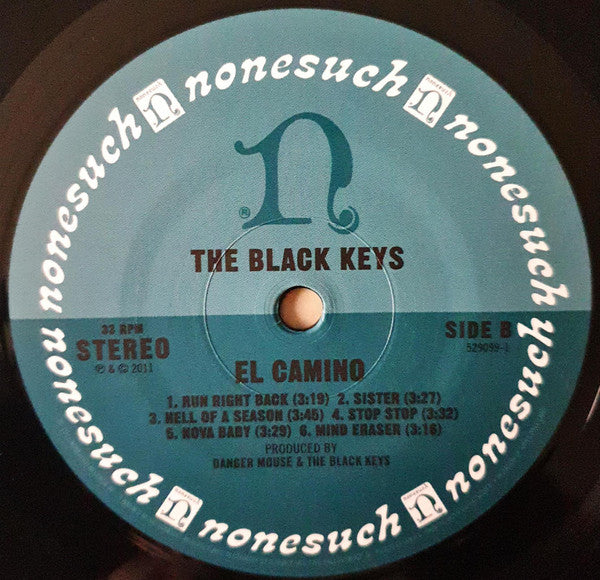 nonesuch nonesuch nonesuch nonesuch nonesuch nonesuch nonesuch
n
®
THE BLACK KEYS
33 RPM
STEREO
℗ & © 2011
SIDE B
529099-1
EL CAMINO
1. RUN RIGHT BACK (3:19) 2. SISTER (3:27)
3. HELL OF A SEASON (3:45) 4. STOP STOP (3:32)
5. NOVA BABY (3:29) 6. MIND ERASER (3:16)
PRODUCED BY
DANGER MOUSE & THE BLACK KEYS